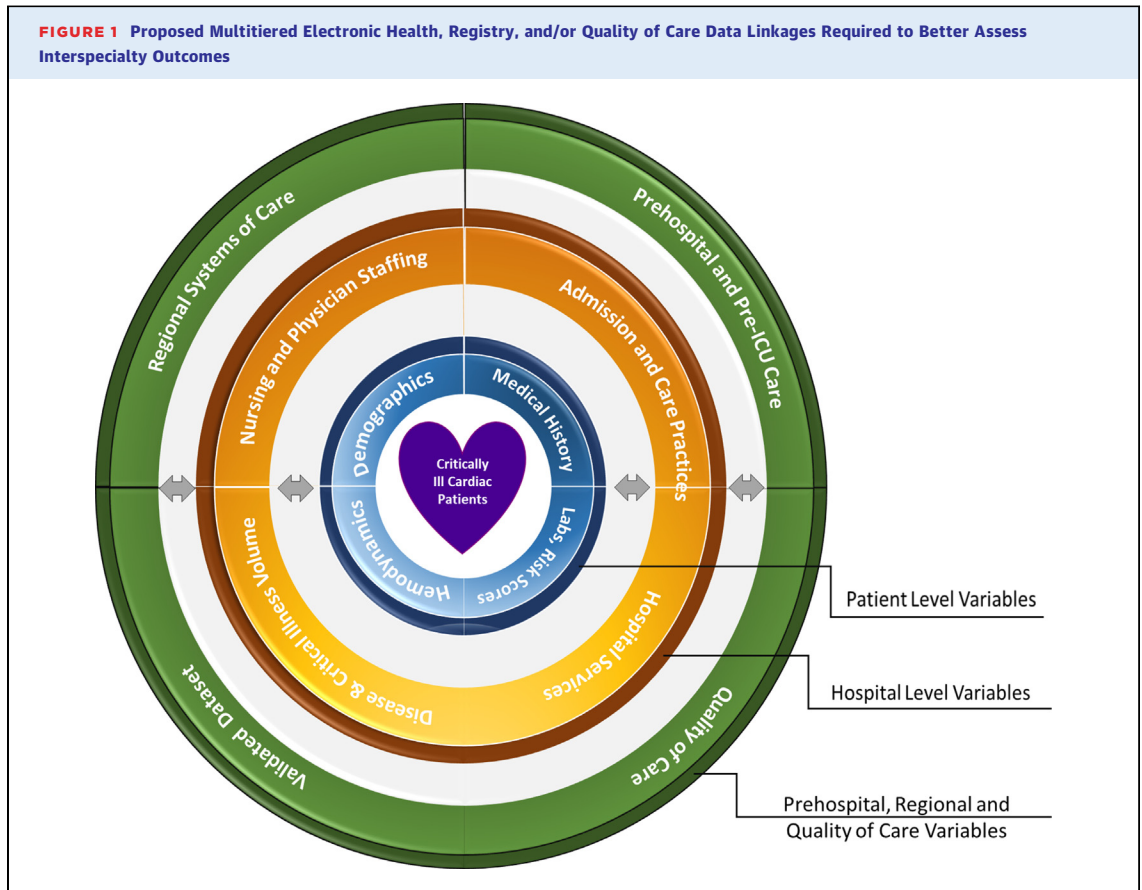 FIGURE 1 Proposed Multitiered Electronic Health, Registry, and/or Quality of Care Data Linkages Required to Better Assess
Interspecialty Outcomes
Regional Systems of Care
Prehospital and Pre-ICU Care
Nursing and Physician Staffing
Admission and Care Practices
Demographics
Medical History
Critically
Ill Cardiac
Patients
Hemodynamics
Labs, Risk Scores
Disease & Critical Illness Volume
Hospital Services
Validated Dataset
Quality of Care
Patient Level Variables
Hospital Level Variables
Prehospital, Regional and
Quality of Care Variables